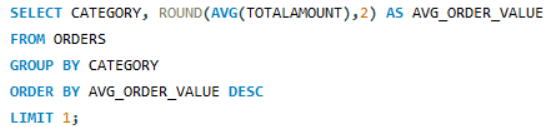 SELECT CATEGORY, ROUND(AVG(TOTALAMOUNT),2) AS AVG_ORDER_VALUE
FROM ORDERS
GROUP BY CATEGORY
ORDER BY AVG_ORDER_VALUE DESC
LIMIT 1;